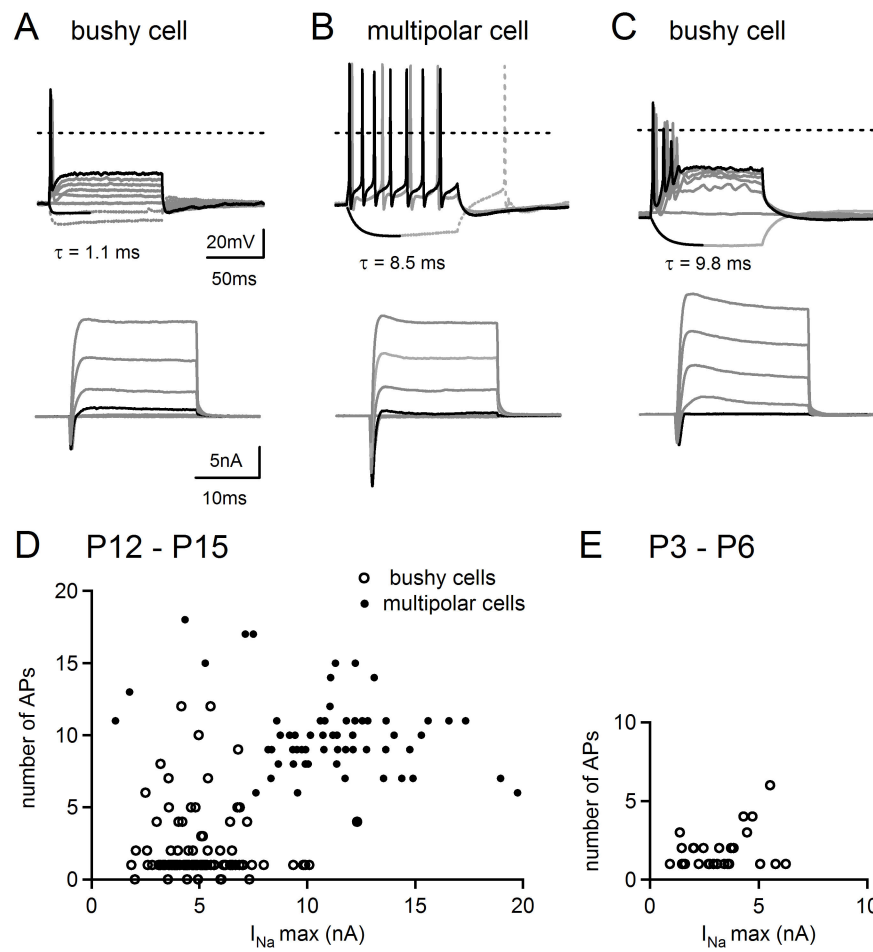 A bushy cell
B multipolar cell
C bushy cell
20mV
50ms
τ = 1.1 ms
τ = 8.5 ms
τ = 9.8 ms
5nA
10ms
D P12 - P15
E P3 - P6
bushy cells
multipolar cells
number of APs
20
15
10
5
0
0 5 10 15 20
INa max (nA)
number of APs
10
5
0
0 5 10
INa max (nA)